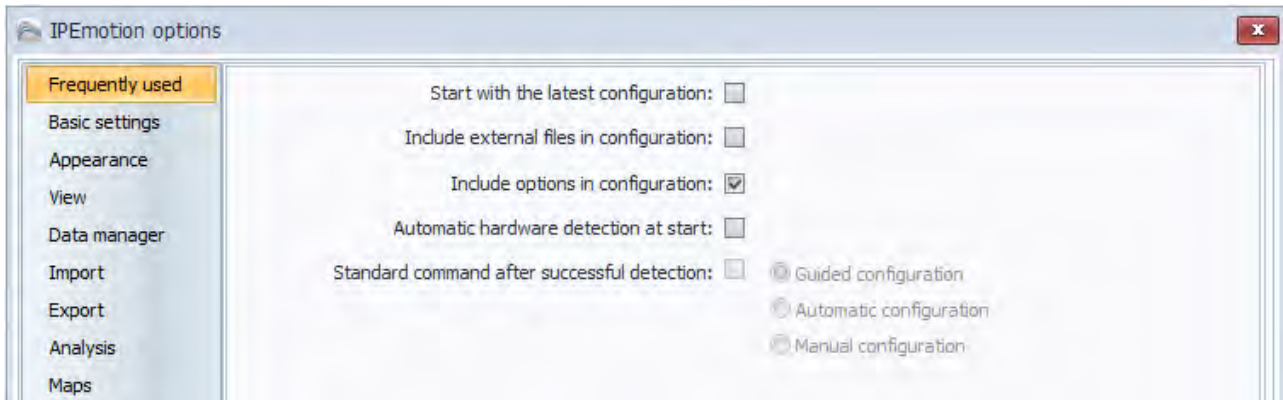 IPEmotion options
Frequently used
Basic settings
Appearance
View
Data manager
Import
Export
Analysis
Maps
Start with the latest configuration:
Include external files in configuration:
Include options in configuration:
Automatic hardware detection at start:
Standard command after successful detection:
Guided configuration
Automatic configuration
Manual configuration